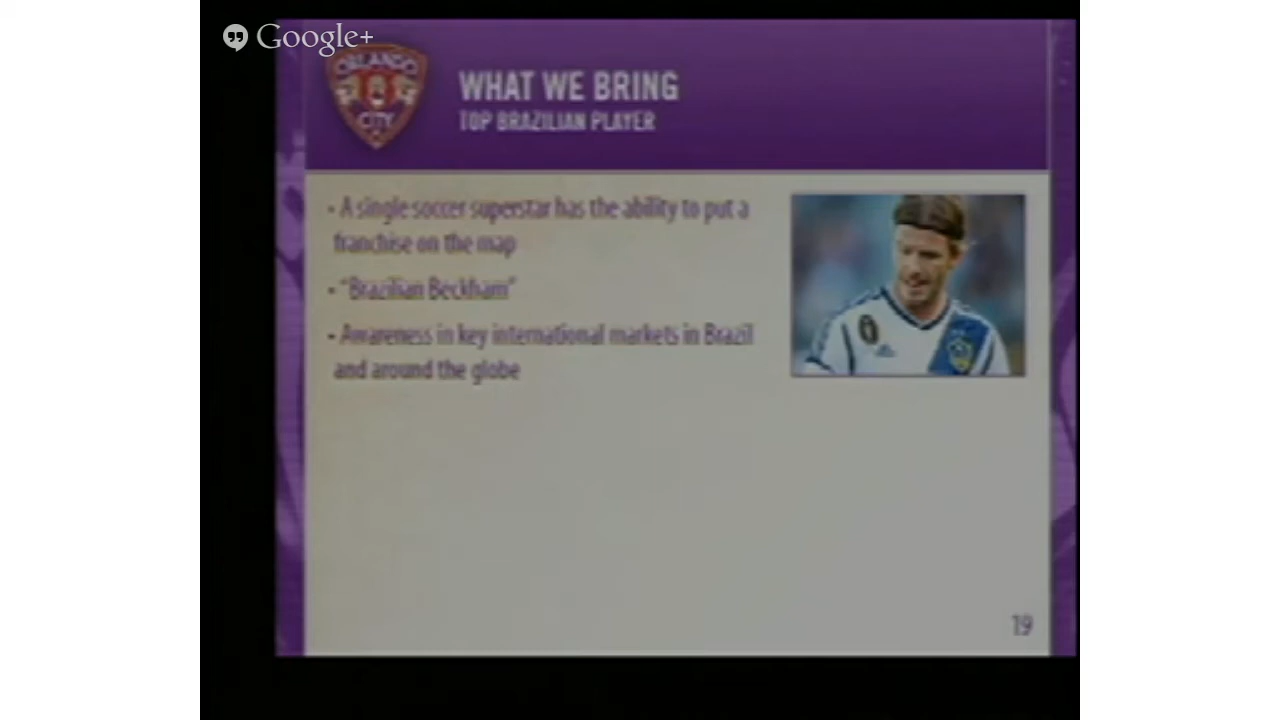 Google+
ORLANDO
CITY
WHAT WE BRING
TOP BRAZILIAN PLAYER
• A single soccer superstar has the ability to put a
franchise on the map
• “Brazilian Beckham”
• Awareness in key international markets in Brazil
and around the globe
19